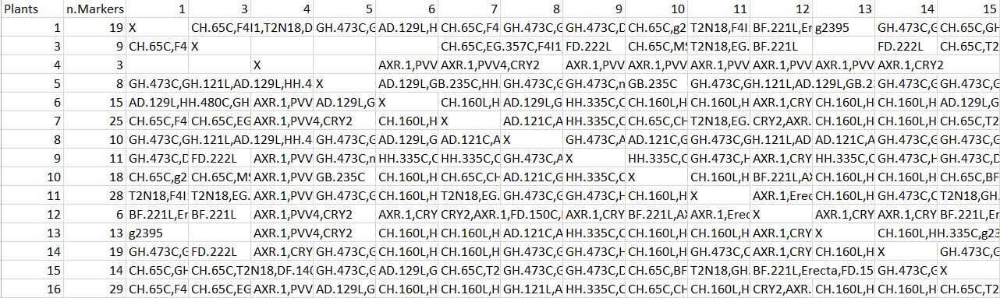 Plants n.Markers 1 3 4 5 6 7 8 9 10 11 12 13 14 15
1 19 X CH.65C,F4I1,T2N18,D GH.473C,G AD.129L,H CH.65C,F4 GH.473C,G GH.473C,D CH.65C,g2 T2N18,F4I BF.221L,Er g2395 GH.473C,G CH.65C,GH
3 9 CH.65C,F4 X CH.65C,EG.357C,F4I1 FD.222L CH.65C,MS T2N18,EG. BF.221L FD.222L CH.65C,T2
4 3 X AXR.1,PVV AXR.1,PVV4,CRY2 AXR.1,PVV AXR.1,PVV AXR.1,PVV AXR.1,PVV AXR.1,PVV AXR.1,CRY2
5 8 GH.473C,GH.121L,AD.129L,HH.4 X AD.129L,GB.235C,HH. GH.473C,G GH.473C,n GB.235C GH.473C,GH.121L,AD.129L,GB.2 GH.473C,G GH.473C,G
6 15 AD.129L,HH.480C,GH AXR.1,PVV AD.129L,G X CH.160L,H AD.129L,G HH.335C,C CH.160L,H CH.160L,H AXR.1,CRY CH.160L,H CH.160L,H AD.129L,G
7 25 CH.65C,F4 CH.65C,EG AXR.1,PVV4,CRY2 CH.160L,H X AD.121C,A HH.335C,C CH.65C,CH T2N18,EG. CRY2,AXR. CH.160L,H CH.160L,H CH.65C,T2
8 10 GH.473C,GH.121L,AD.129L,HH.4 GH.473C,G AD.129L,G AD.121C,A X GH.473C,A AD.121C,G GH.473C,GH.121L,AD AD.121C,A GH.473C,G GH.473C,G
9 11 GH.473C,D FD.222L AXR.1,PVV GH.473C,n HH.335C,C HH.335C,C GH.473C,A X HH.335C,C GH.473C,H AXR.1,CRY HH.335C,C GH.473C,H GH.473C,D
10 18 CH.65C,g2 CH.65C,MS AXR.1,PVV GB.235C CH.160L,H CH.65C,CH AD.121C,G HH.335C,C X CH.160L,H BF.221L,AX CH.160L,H CH.160L,H CH.65C,BF
11 28 T2N18,F4I T2N18,EG. AXR.1,PVV GH.473C,G CH.160L,H T2N18,EG. GH.473C,G GH.473C,H CH.160L,H X AXR.1,Erec CH.160L,H GH.473C,C T2N18,GH.
12 6 BF.221L,Er BF.221L AXR.1,PVV4,CRY2 AXR.1,CRY CRY2,AXR.1,FD.150C, AXR.1,CRY BF.221L,AX AXR.1,Erec X AXR.1,CRY AXR.1,CRY BF.221L,Er
13 13 g2395 AXR.1,PVV4,CRY2 CH.160L,H CH.160L,H AD.121C,A HH.335C,C CH.160L,H CH.160L,H AXR.1,CRY X CH.160L,HH.335C,g23
14 19 GH.473C,G FD.222L AXR.1,CRY GH.473C,G CH.160L,H CH.160L,H GH.473C,G GH.473C,H CH.160L,H GH.473C,C AXR.1,CRY CH.160L,H X GH.473C,G
15 14 CH.65C,GH CH.65C,T2N18,DF.140 GH.473C,G AD.129L,G CH.65C,T2 GH.473C,G GH.473C,D CH.65C,BF T2N18,GH. BF.221L,Erecta,FD.150 GH.473C,G X
16 29 CH.65C,F4 CH.65C,EG AXR.1,PVV AD.129L,G CH.160L,H CH.160L,H GH.121L,A HH.335C,C CH.65C,CH CH.160L,H CRY2,AXR. CH.160L,H CH.160L,H CH.65C,T2